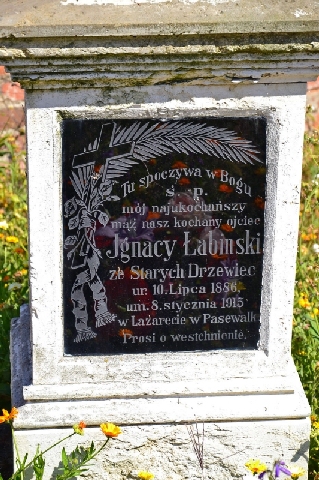 Tu spoczywa w Bogu
ś. p.
mój najukochańszy
mąż nasz kochany ojciec
Ignacy Łabiński
ze Starych Drzewiec
ur. 10. Lipca 1886.
um. 8. stycznia 1915
w Lazarecie w Pasewalk.
Prosi o westchnienie.